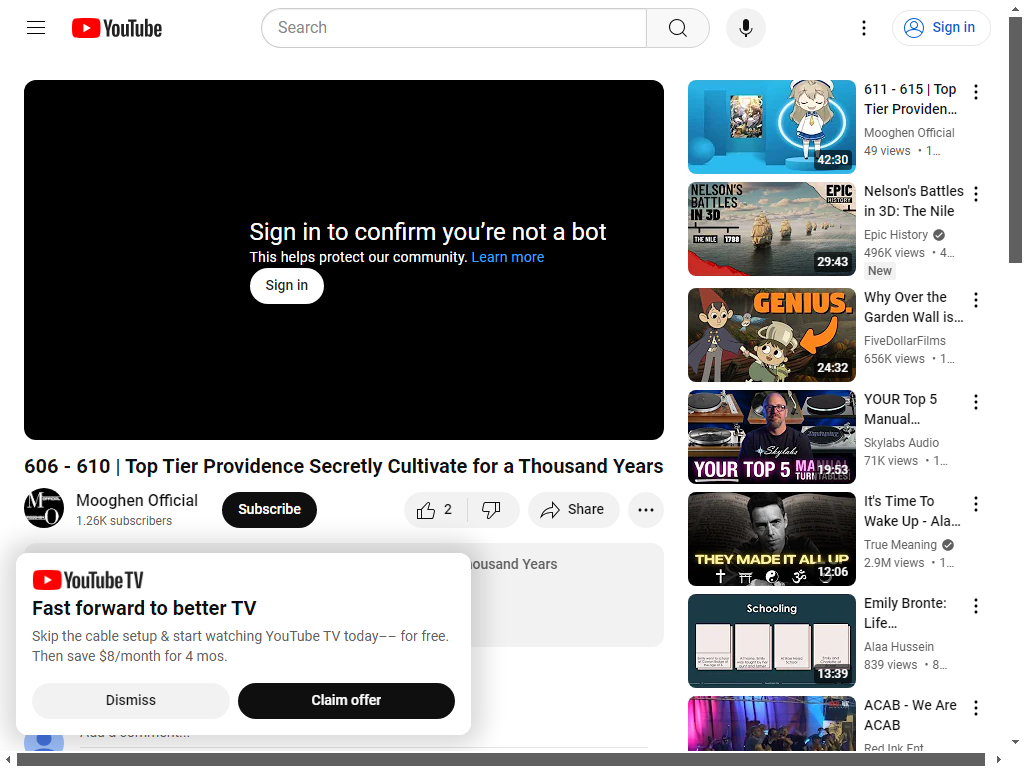 YouTube
Search
Sign in
Sign in to confirm you’re not a bot
This helps protect our community. Learn more
Sign in
606 - 610 | Top Tier Providence Secretly Cultivate for a Thousand Years
Mooghen Official
1.26K subscribers
Subscribe
2
Share
ousand Years
YouTube TV
Fast forward to better TV
Skip the cable setup & start watching YouTube TV today–– for free.
Then save $8/month for 4 mos.
Dismiss
Claim offer
Add a comment...
42:30
611 - 615 | Top
Tier Providen...
Mooghen Official
49 views • 1...
NELSON'S
BATTLES
IN 3D
THE NILE 1798
EPIC
HISTORY
29:43
Nelson's Battles
in 3D: The Nile
Epic History
496K views • 4...
New
GENIUS.
24:32
Why Over the
Garden Wall is...
FiveDollarFilms
656K views • 1...
Skylabs
YOUR TOP 5 MANUAL
TURNTABLES!
19:53
YOUR Top 5
Manual...
Skylabs Audio
71K views • 1...
THEY MADE IT ALL UP
12:06
It's Time To
Wake Up - Ala...
True Meaning
2.9M views • 1...
Schooling
13:39
Emily Bronte:
Life...
Alaa Hussein
839 views • 8...
ACAB - We Are
ACAB
Red Ink Ent